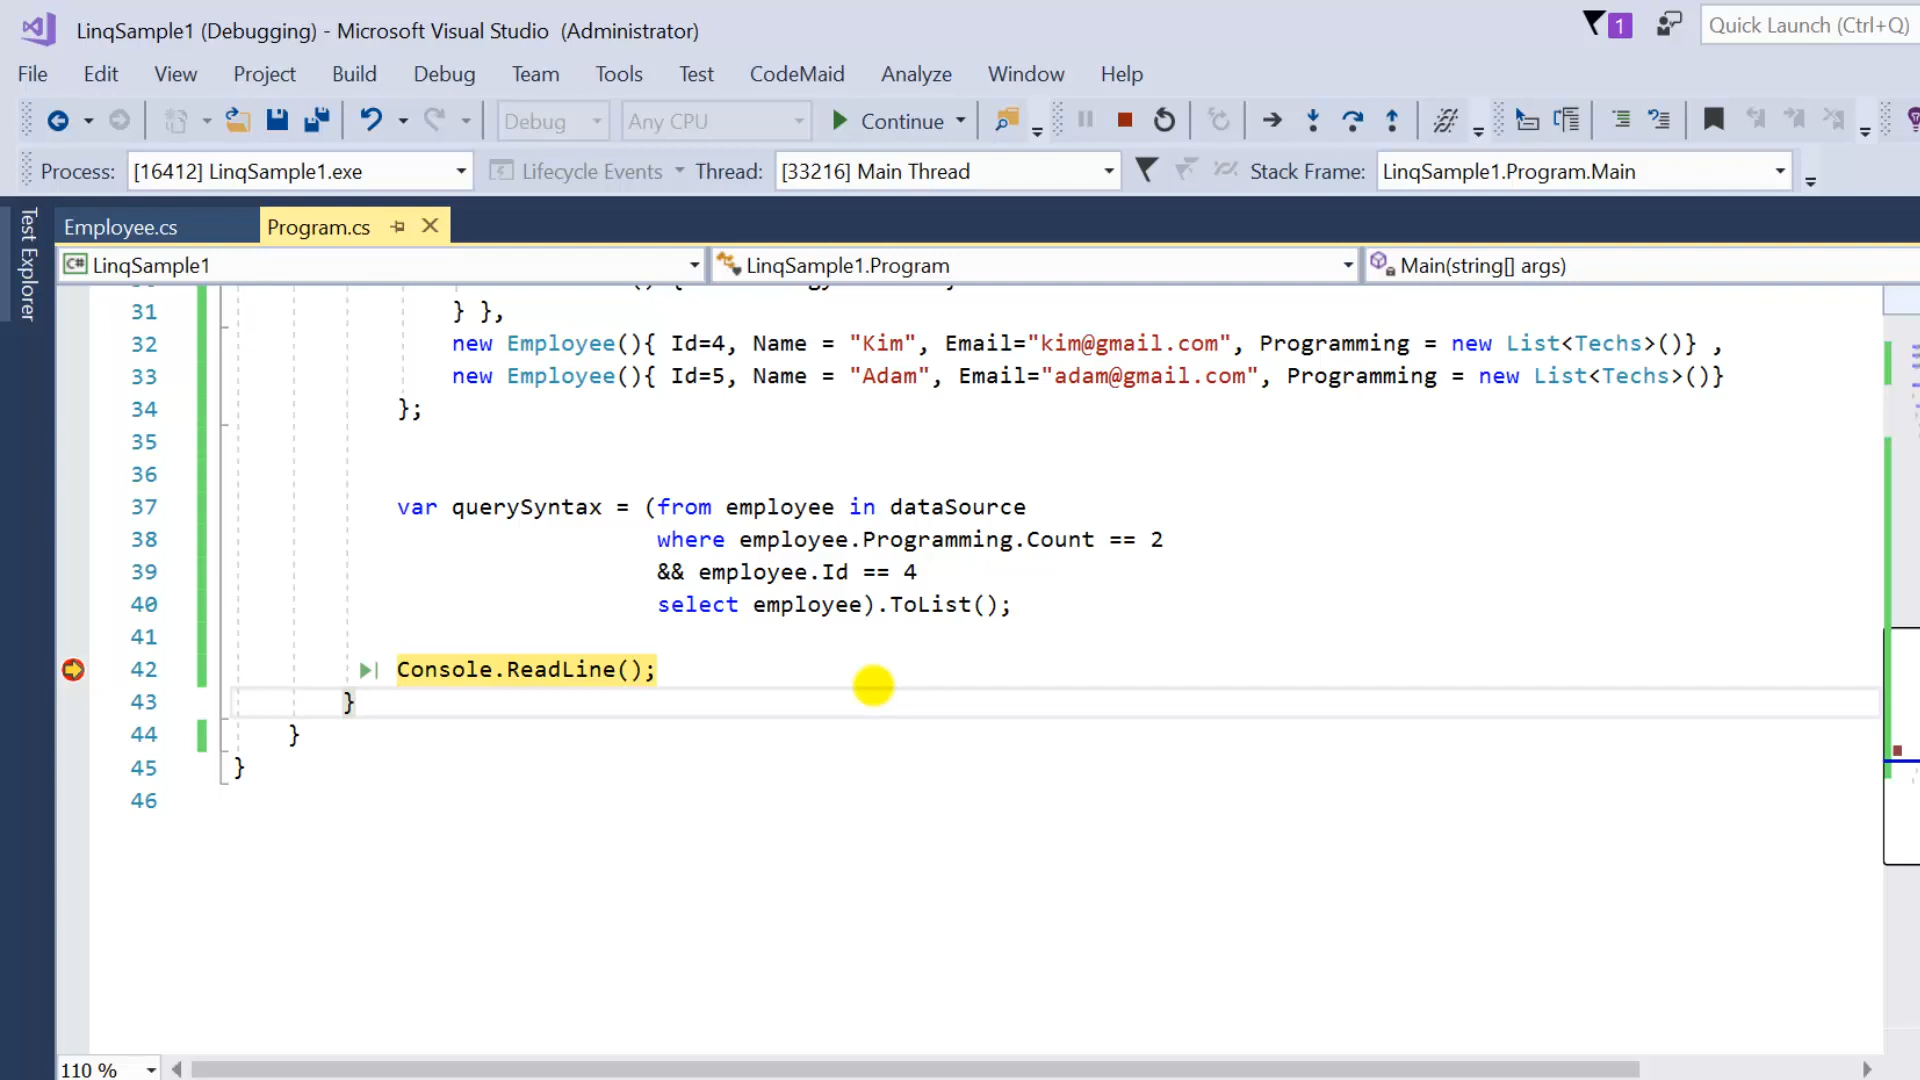 LinqSample1 (Debugging) - Microsoft Visual Studio (Administrator)
1
Quick Launch (Ctrl+Q)
File Edit View Project Build Debug Team Tools Test CodeMaid Analyze Window Help
Debug Any CPU Continue
Process: [16412] LinqSample1.exe Lifecycle Events Thread: [33216] Main Thread Stack Frame: LinqSample1.Program.Main
Test Explorer
Employee.cs Program.cs
C# LinqSample1 LinqSample1.Program Main(string[] args)
31 } },
32 new Employee(){ Id=4, Name = "Kim", Email="kim@gmail.com", Programming = new List<Techs>()} ,
33 new Employee(){ Id=5, Name = "Adam", Email="adam@gmail.com", Programming = new List<Techs>()}
34 };
35
36
37 var querySyntax = (from employee in dataSource
38 where employee.Programming.Count == 2
39 && employee.Id == 4
40 select employee).ToList();
41
42 Console.ReadLine();
43 }
44 }
45 }
46
110 %